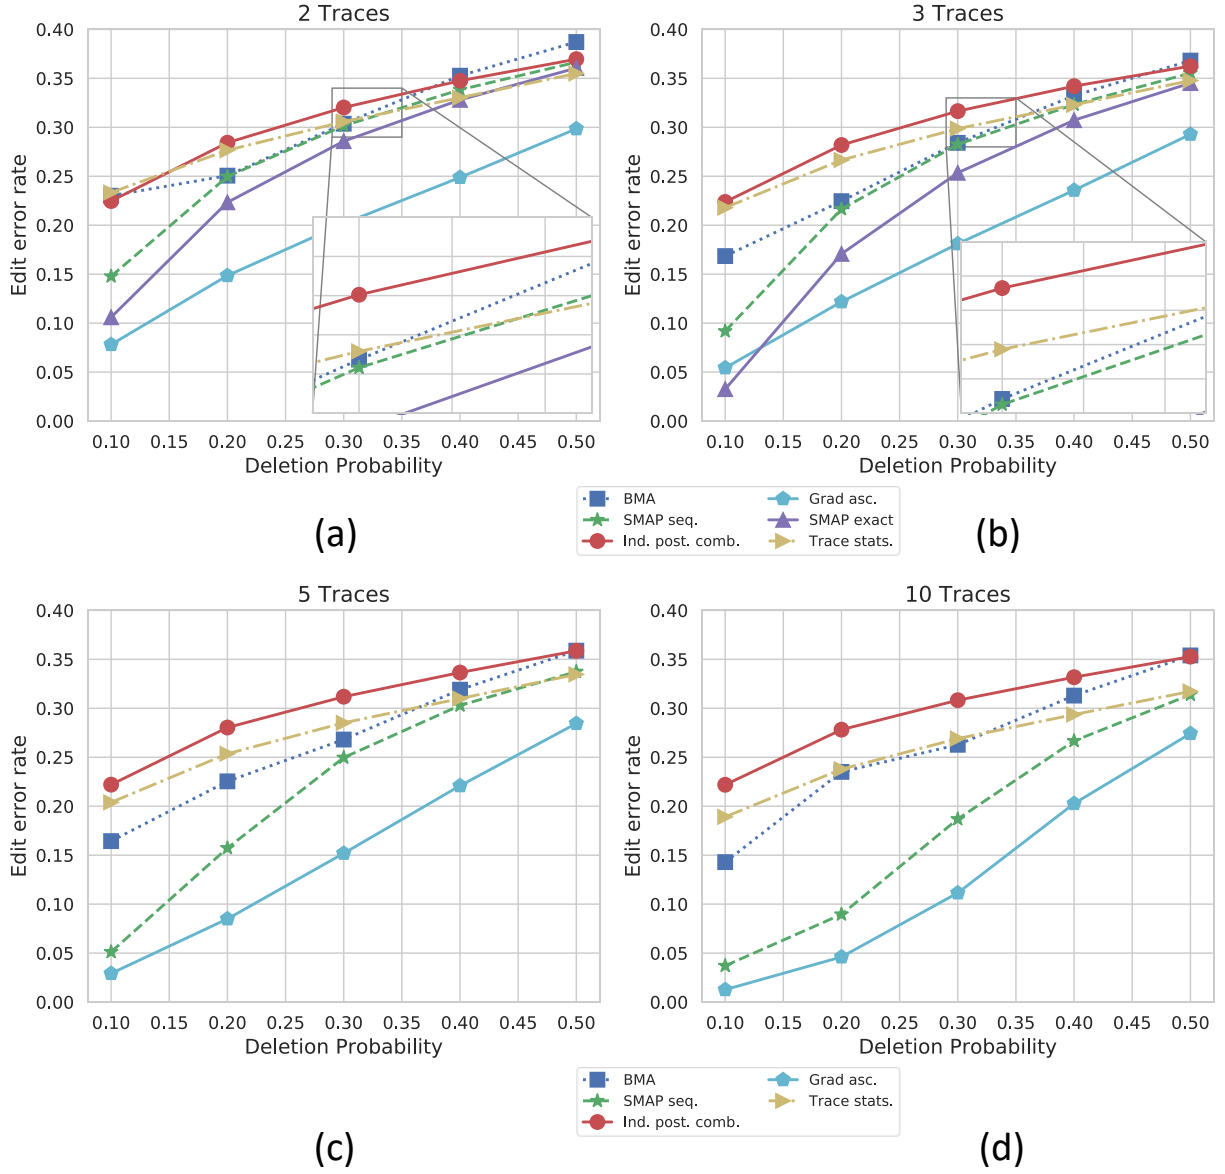 2 Traces
3 Traces
0.40
0.35
0.30
0.25
0.20
0.15
0.10
0.05
0.00
Edit error rate
0.10 0.15 0.20 0.25 0.30 0.35 0.40 0.45 0.50
Deletion Probability
0.40
0.35
0.30
0.25
0.20
0.15
0.10
0.05
0.00
Edit error rate
0.10 0.15 0.20 0.25 0.30 0.35 0.40 0.45 0.50
Deletion Probability
BMA
SMAP seq.
Ind. post. comb.
Grad asc.
SMAP exact
Trace stats.
(a)
(b)
5 Traces
10 Traces
0.40
0.35
0.30
0.25
0.20
0.15
0.10
0.05
0.00
Edit error rate
0.10 0.15 0.20 0.25 0.30 0.35 0.40 0.45 0.50
Deletion Probability
0.40
0.35
0.30
0.25
0.20
0.15
0.10
0.05
0.00
Edit error rate
0.10 0.15 0.20 0.25 0.30 0.35 0.40 0.45 0.50
Deletion Probability
BMA
SMAP seq.
Ind. post. comb.
Grad asc.
Trace stats.
(c)
(d)